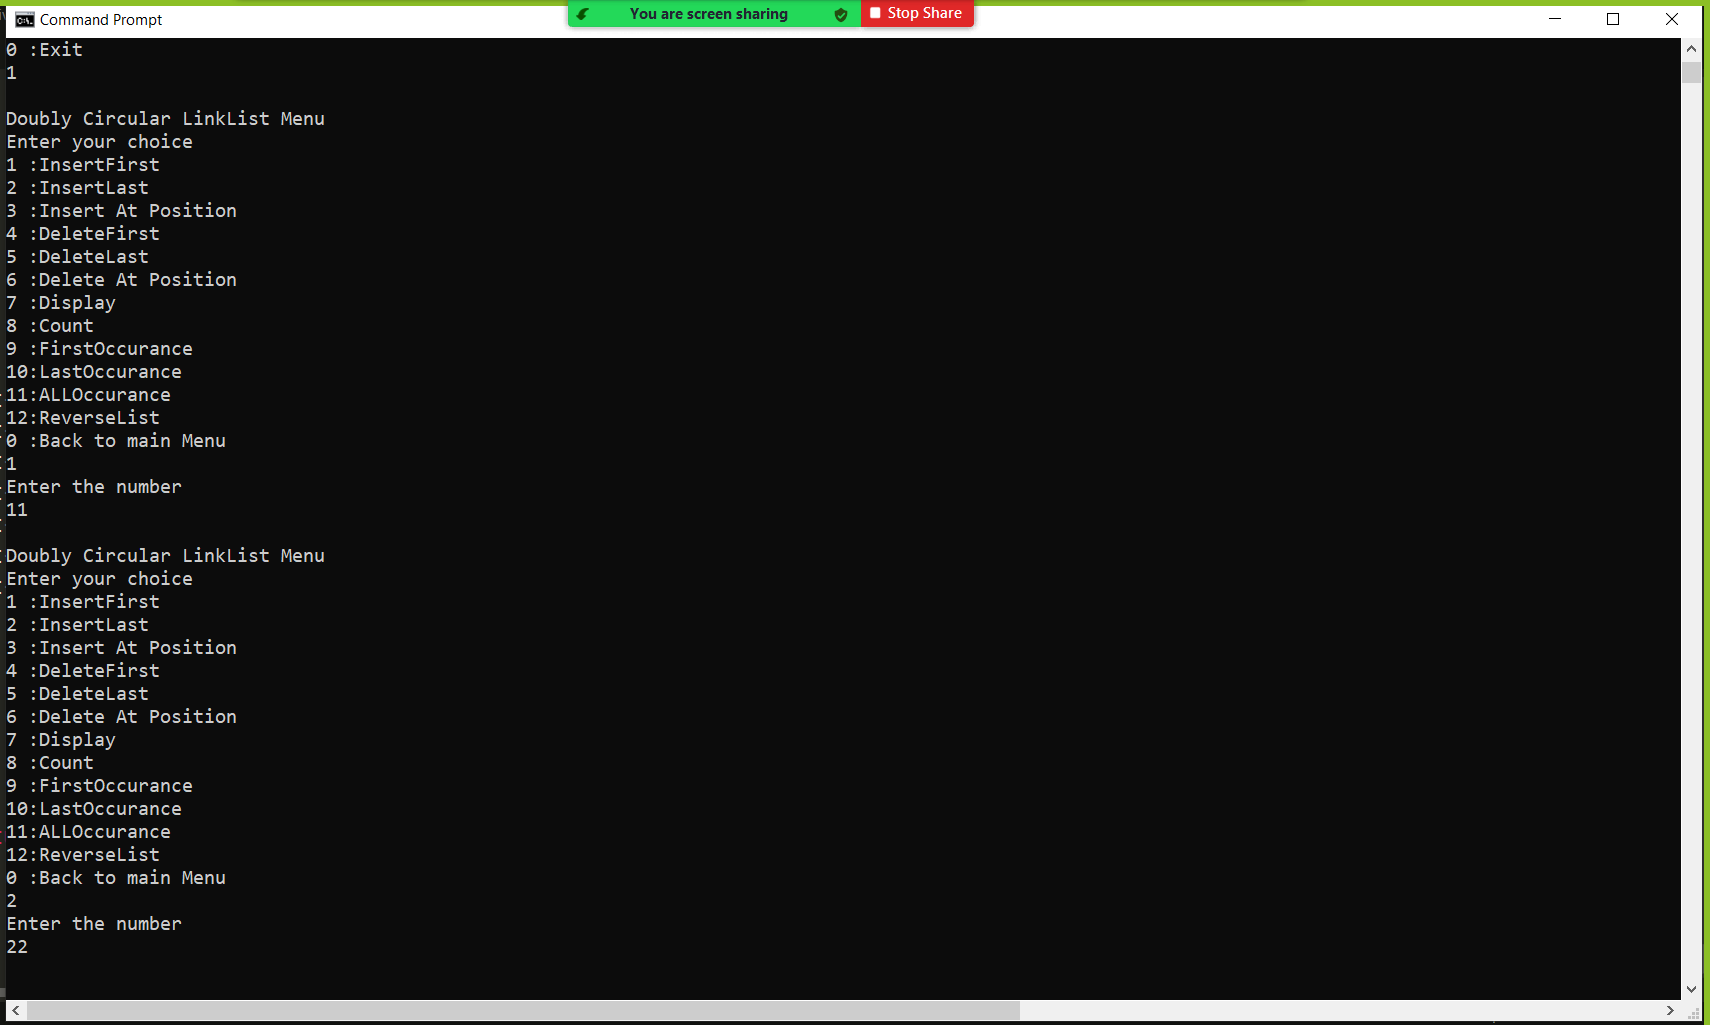 Command Prompt
You are screen sharing
Stop Share
0 :Exit
1
Doubly Circular LinkList Menu
Enter your choice
1 :InsertFirst
2 :InsertLast
3 :Insert At Position
4 :DeleteFirst
5 :DeleteLast
6 :Delete At Position
7 :Display
8 :Count
9 :FirstOccurance
10:LastOccurance
11:ALLOccurance
12:ReverseList
0 :Back to main Menu
1
Enter the number
11
Doubly Circular LinkList Menu
Enter your choice
1 :InsertFirst
2 :InsertLast
3 :Insert At Position
4 :DeleteFirst
5 :DeleteLast
6 :Delete At Position
7 :Display
8 :Count
9 :FirstOccurance
10:LastOccurance
11:ALLOccurance
12:ReverseList
0 :Back to main Menu
2
Enter the number
22